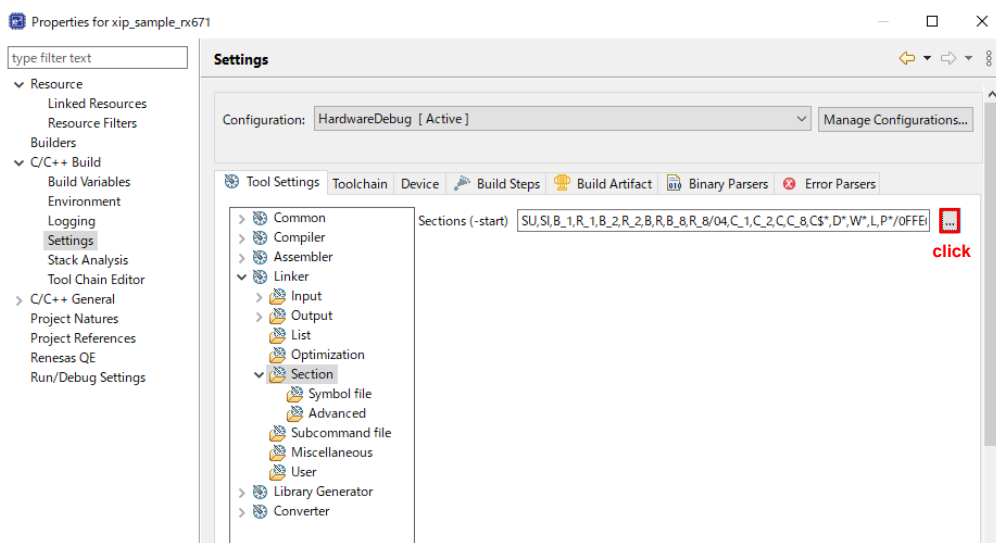 Properties for xip_sample_rx671
type filter text
Resource
Linked Resources
Resource Filters
Builders
C/C++ Build
Build Variables
Environment
Logging
Settings
Stack Analysis
Tool Chain Editor
C/C++ General
Project Natures
Project References
Renesas QE
Run/Debug Settings
Settings
Configuration: HardwareDebug [ Active ] Manage Configurations...
Tool Settings Toolchain Device Build Steps Build Artifact Binary Parsers Error Parsers
Common
Compiler
Assembler
Linker
Input
Output
List
Optimization
Section
Symbol file
Advanced
Subcommand file
Miscellaneous
User
Library Generator
Converter
Sections (-start) SU,SI,B_1,R_1,B_2,R_2,B,R,B_8,R_8/04,C_1,C_2,C,C_8,C$*,D*,W*,L,P*/0FFE ...
click